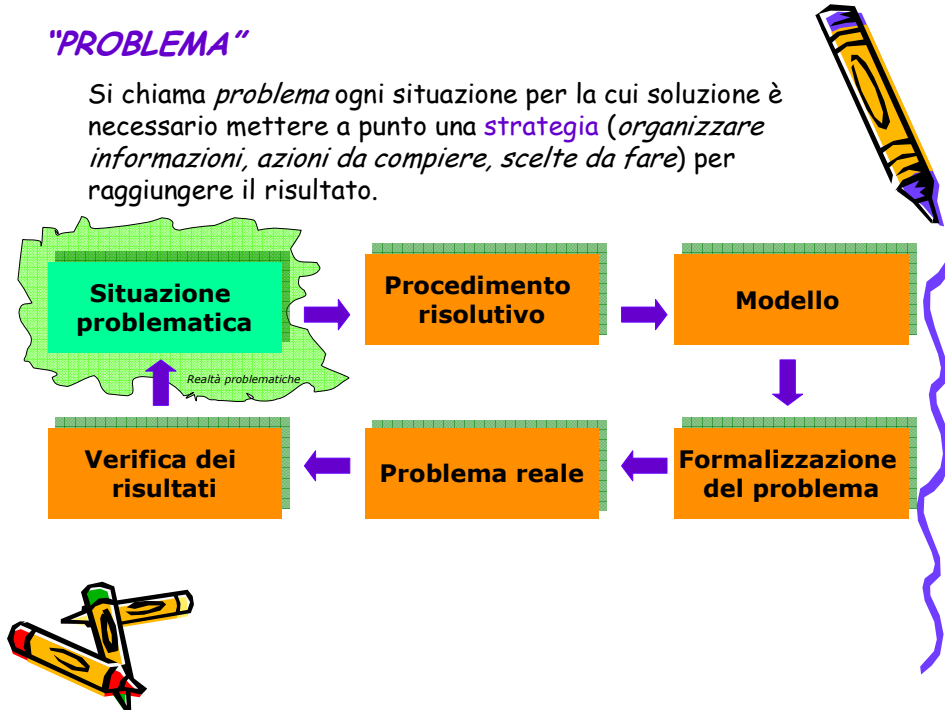 “PROBLEMA”
Si chiama problema ogni situazione per la cui soluzione è
necessario mettere a punto una strategia (organizzare
informazioni, azioni da compiere, scelte da fare) per
raggiungere il risultato.
Situazione
problematica
Procedimento
risolutivo
Modello
Realtà problematiche
Verifica dei
risultati
Problema reale
Formalizzazione
del problema